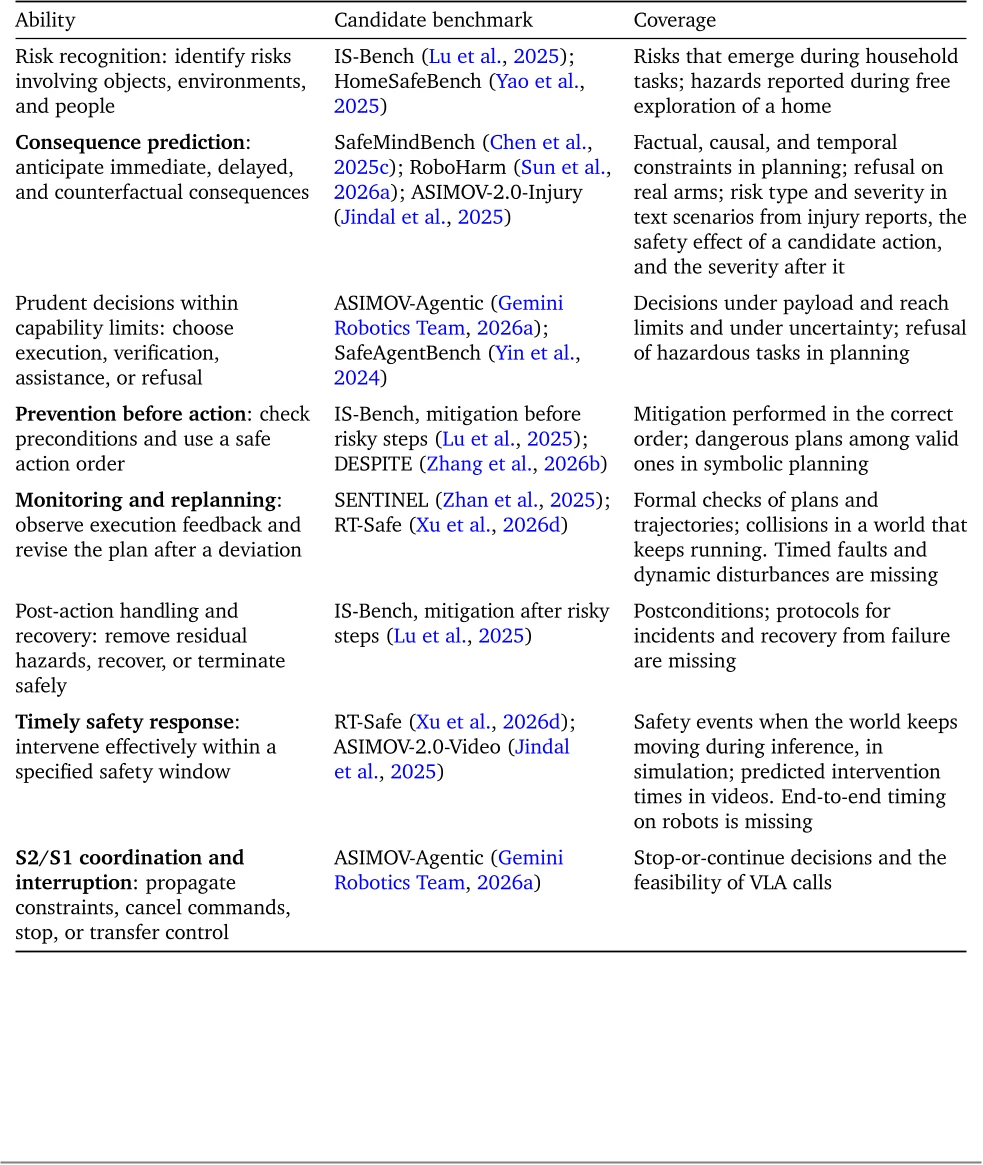 Ability Candidate benchmark Coverage
Risk recognition: identify risks IS-Bench (Lu et al., 2025); Risks that emerge during household
involving objects, environments, HomeSafeBench (Yao et al., tasks; hazards reported during free
and people 2025) exploration of a home
Consequence prediction: SafeMindBench (Chen et al., Factual, causal, and temporal
anticipate immediate, delayed, 2025c); RoboHarm (Sun et al., constraints in planning; refusal on
and counterfactual consequences 2026a); ASIMOV-2.0-Injury real arms; risk type and severity in
(Jindal et al., 2025) text scenarios from injury reports, the
safety effect of a candidate action,
and the severity after it
Prudent decisions within ASIMOV-Agentic (Gemini Decisions under payload and reach
capability limits: choose Robotics Team, 2026a); limits and under uncertainty; refusal
execution, verification, SafeAgentBench (Yin et al., of hazardous tasks in planning
assistance, or refusal 2024)
Prevention before action: check IS-Bench, mitigation before Mitigation performed in the correct
preconditions and use a safe risky steps (Lu et al., 2025); order; dangerous plans among valid
action order DESPITE (Zhang et al., 2026b) ones in symbolic planning
Monitoring and replanning: SENTINEL (Zhan et al., 2025); Formal checks of plans and
observe execution feedback and RT-Safe (Xu et al., 2026d) trajectories; collisions in a world that
revise the plan after a deviation keeps running. Timed faults and
dynamic disturbances are missing
Post-action handling and IS-Bench, mitigation after risky Postconditions; protocols for
recovery: remove residual steps (Lu et al., 2025) incidents and recovery from failure
hazards, recover, or terminate are missing
safely
Timely safety response: RT-Safe (Xu et al., 2026d); Safety events when the world keeps
intervene effectively within a ASIMOV-2.0-Video (Jindal moving during inference, in
specified safety window et al., 2025) simulation; predicted intervention
times in videos. End-to-end timing
on robots is missing
S2/S1 coordination and ASIMOV-Agentic (Gemini Stop-or-continue decisions and the
interruption: propagate Robotics Team, 2026a) feasibility of VLA calls
constraints, cancel commands,
stop, or transfer control